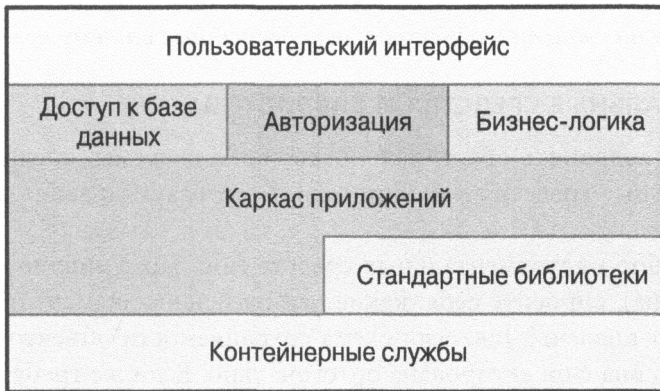 Пользовательский интерфейс
Доступ к базе
данных
Авторизация
Бизнес-логика
Каркас приложений
Стандартные библиотеки
Контейнерные службы